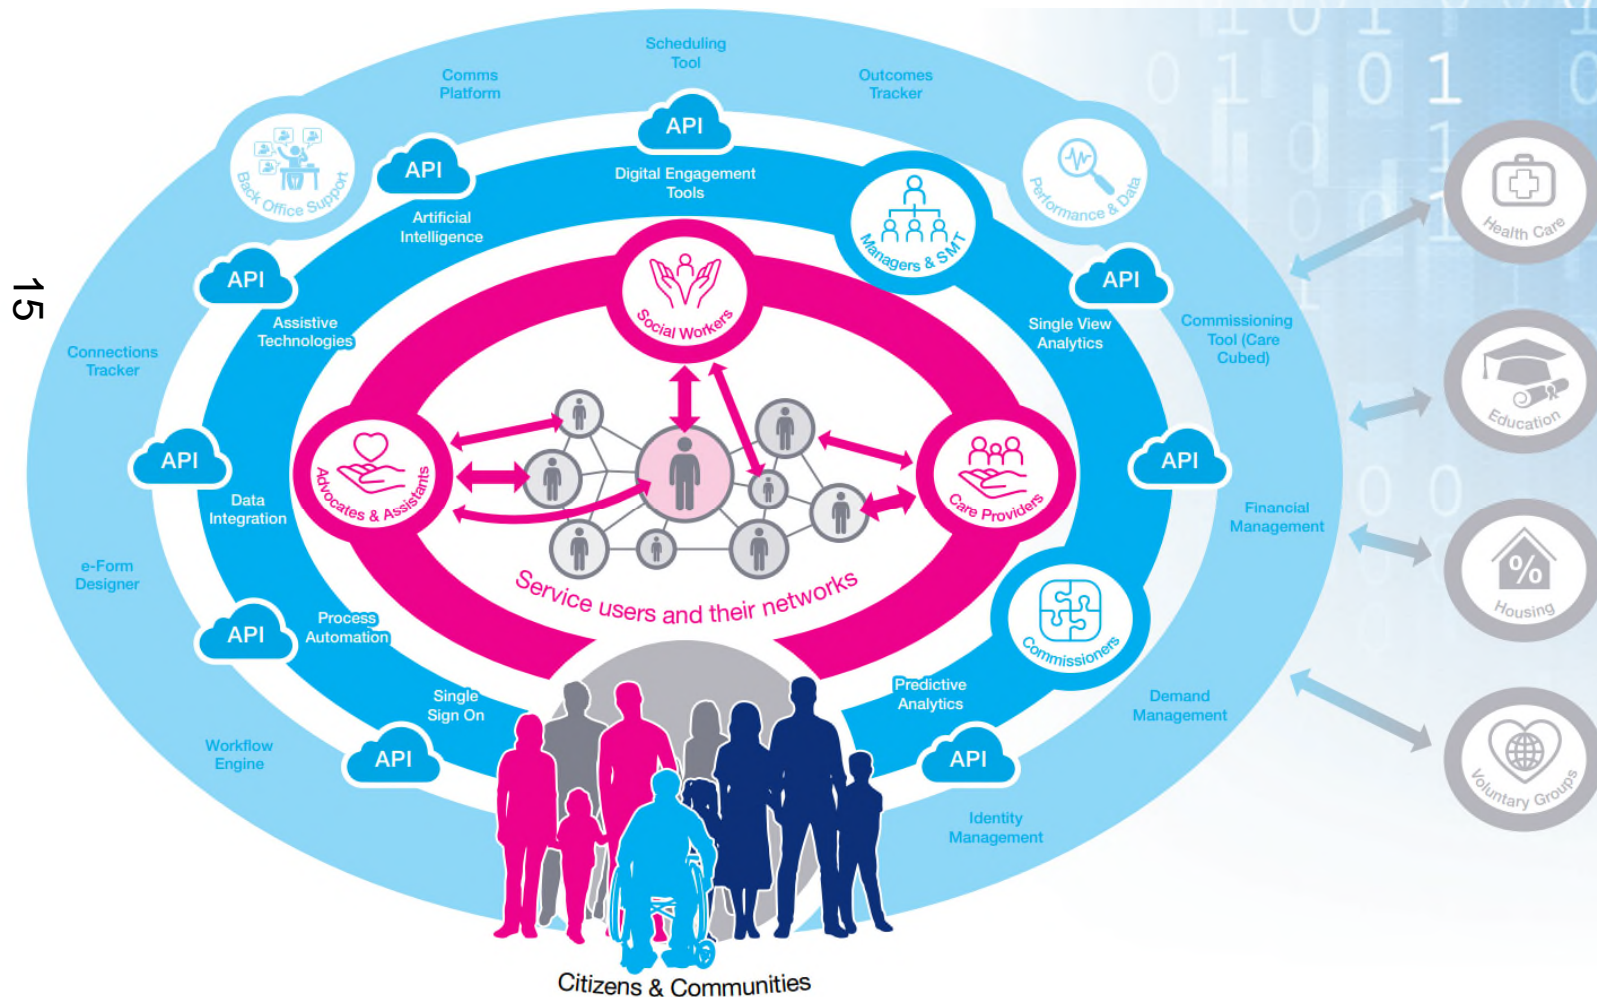 Scheduling
Tool
Comms
Platform
Outcomes
Tracker
API
Back Office Support
API
Digital Engagement
Tools
Managers & SMT
Performance & Data
Artificial
Intelligence
API
API
Health Care
15
Assistive
Technologies
Social Workers
Single View
Analytics
Commissioning
Tool (Care
Cubed)
Connections
Tracker
Education
API
Advocates & Assistants
Care Providers
API
Data
Integration
Financial
Management
e-Form
Designer
Service users and their networks
Housing
%
API
Process
Automation
Commissioners
Single
Sign On
Predictive
Analytics
Demand
Management
Workflow
Engine
API
API
Voluntary Groups
Identity
Management
Citizens & Communities